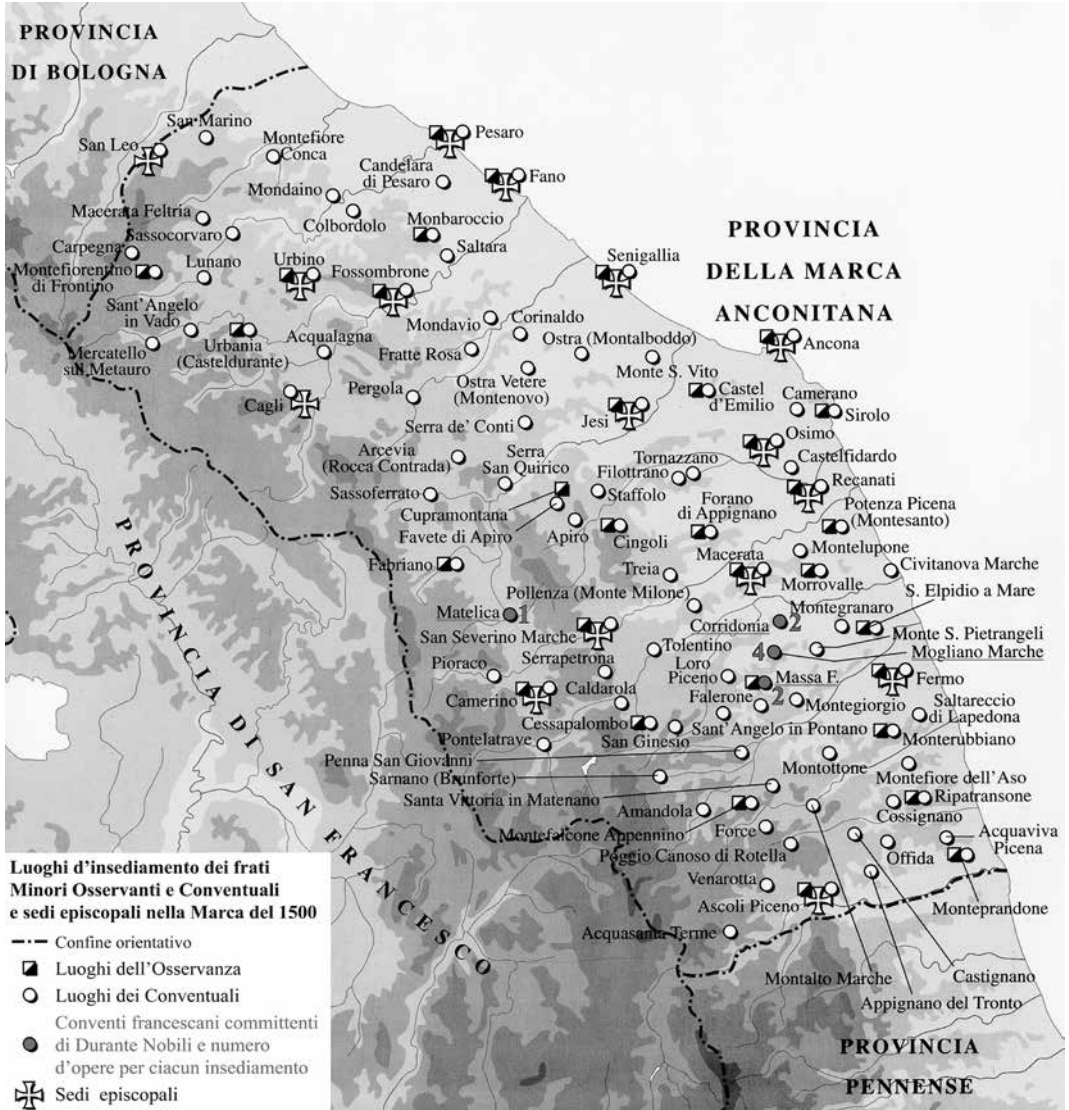 PROVINCIA
DI BOLOGNA
San Marino
San Leo
Montefiore
Conca
Pesaro
Candelara
di Pesaro
Fano
Mondaino
Macerata Feltria
Colbordolo
Monbaroccio
Sassocorvaro
Saltara
PROVINCIA
DELLA MARCA
ANCONITANA
Carpegna
Montefiorentino
di Frontino
Lunano
Urbino
Fossombrone
Senigallia
Sant'Angelo
in Vado
Mercatello
sul Metauro
Urbania
(Casteldurante)
Acqualagna
Mondavio
Corinaldo
Fratte Rosa
Ostra (Montalboddo)
Ancona
Cagli
Pergola
Ostra Vetere
(Montenovo)
Monte S. Vito
Castel
d'Emilio
Camerano
Sirolo
Jesi
Serra de' Conti
Osimo
Arcevia
(Rocca Contrada)
Serra
San Quirico
Tornazzano
Castelfidardo
Filottrano
Sassoferrato
Staffolo
Recanati
Cupramontana
Favete di Apiro
Apiro
Forano
di Appignano
Potenza Picena
(Montesanto)
Cingoli
Fabriano
Macerata
Montelupone
Treia
Morrovalle
Civitanova Marche
Pollenza (Monte Milone)
S. Elpidio a Mare
Matelica
1
Corridonia
2
Montegranaro
San Severino Marche
Monte S. Pietrangeli
4
Mogliano Marche
Serrapetrona
Tolentino
Pioraco
Loro
Piceno
Massa F.
2
Fermo
Camerino
Caldarola
Falerone
Montegiorgio
Saltareccio
di Lapedona
Cessapalombo
San Ginesio
Sant'Angelo in Pontano
Monterubbiano
Pontelatrave
Penna San Giovanni
Sarnano (Brunforte)
Montottone
Montefiore dell'Aso
Santa Vittoria in Matenano
Ripatransone
Amandola
Cossignano
Montefalcone Appennino
Force
Acquaviva
Picena
Poggio Canoso di Rotella
Offida
Venarotta
Ascoli Piceno
Monteprandone
Acquasanta Terme
Montalto Marche
Castignano
Appignano del Tronto
PROVINCIA DI SAN FRANCESCO
PROVINCIA
PENNENSE
Luoghi d'insediamento dei frati
Minori Osservanti e Conventuali
e sedi episcopali nella Marca del 1500
Confine orientativo
Luoghi dell'Osservanza
Luoghi dei Conventuali
Conventi francescani committenti
di Durante Nobili e numero
d'opere per ciacun insediamento
Sedi episcopali